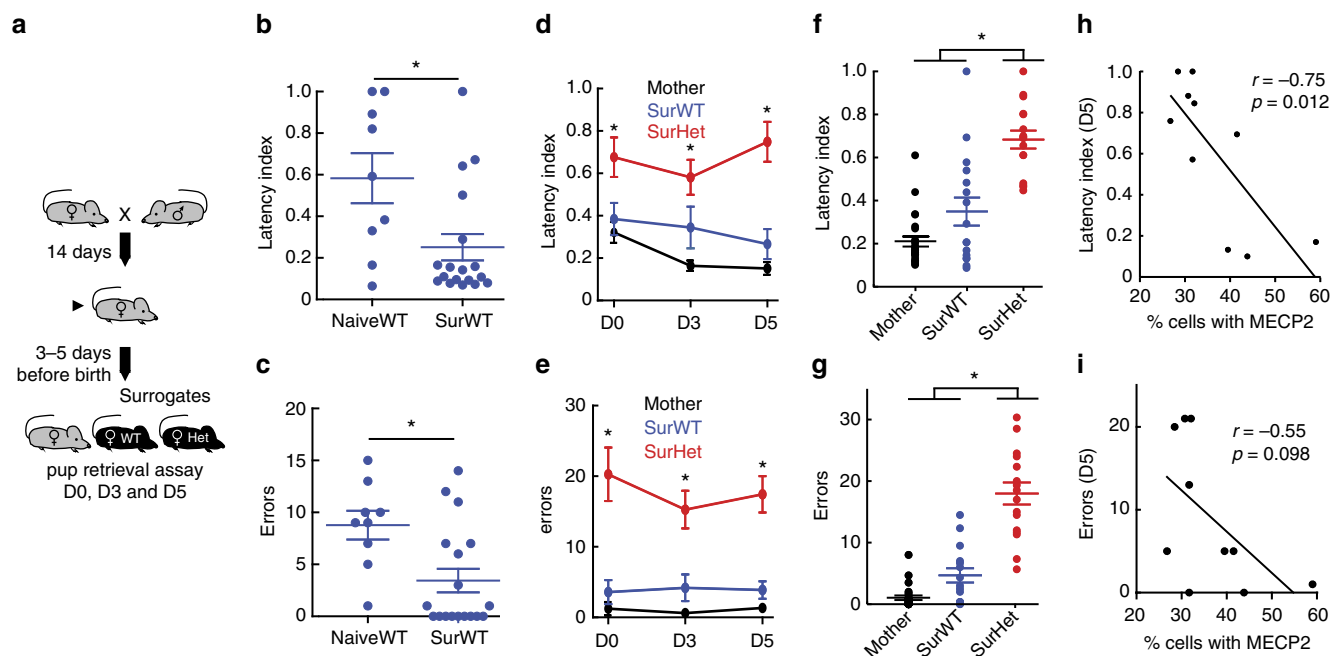 a
♀ X ♂
14 days
♀
3–5 days
before birth
Surrogates
♀ ♀ WT ♀ Het
pup retrieval assay
D0, D3 and D5
b
*
1.0
0.8
0.6
0.4
0.2
0
Latency index
NaiveWT SurWT
c
*
20
15
10
5
0
Errors
NaiveWT SurWT
d
Mother
SurWT
SurHet
* * *
1.0
0.8
0.6
0.4
0.2
0
Latency index
D0 D3 D5
e
Mother
SurWT
SurHet
* * *
30
20
10
0
errors
D0 D3 D5
f
*
1.0
0.8
0.6
0.4
0.2
0
Latency index
Mother SurWT SurHet
g
*
30
20
10
0
Errors
Mother SurWT SurHet
h
r = –0.75
p = 0.012
1.0
0.8
0.6
0.4
0.2
0
Latency index (D5)
20 30 40 50 60
% cells with MECP2
i
r = –0.55
p = 0.098
20
10
0
Errors (D5)
20 30 40 50 60
% cells with MECP2